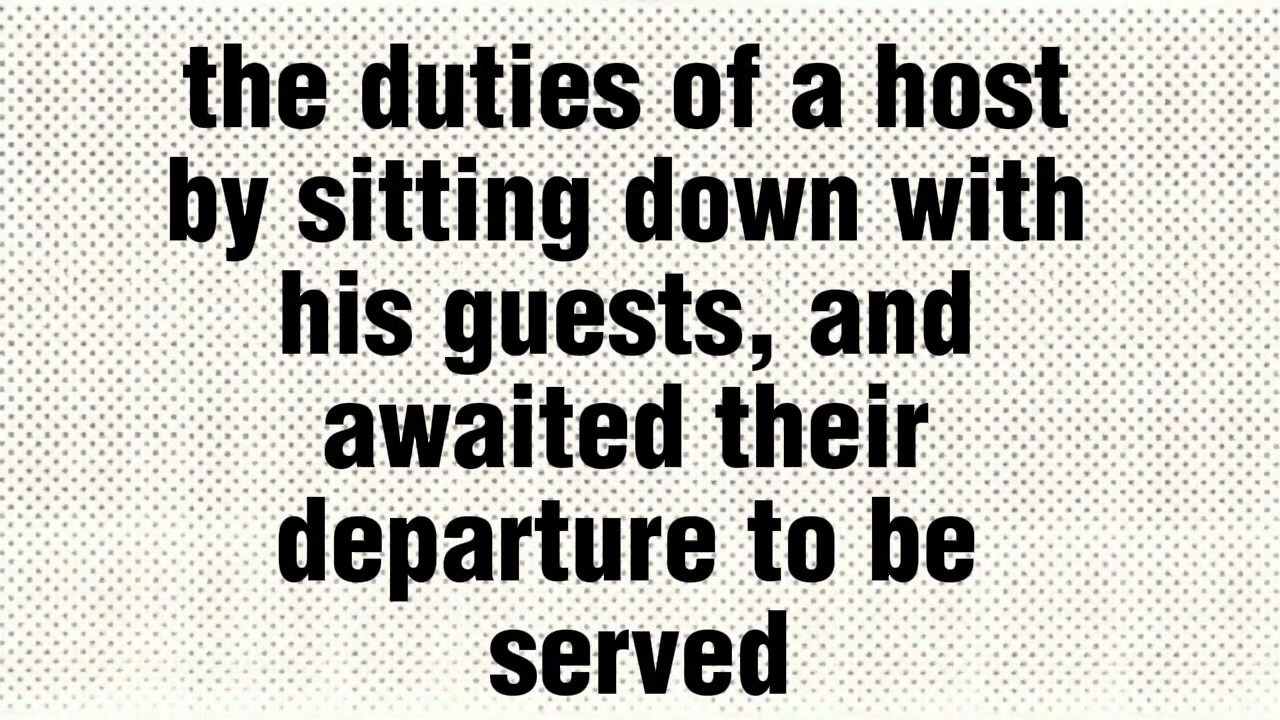 the duties of a host
by sitting down with
his guests, and
awaited their
departure to be
served